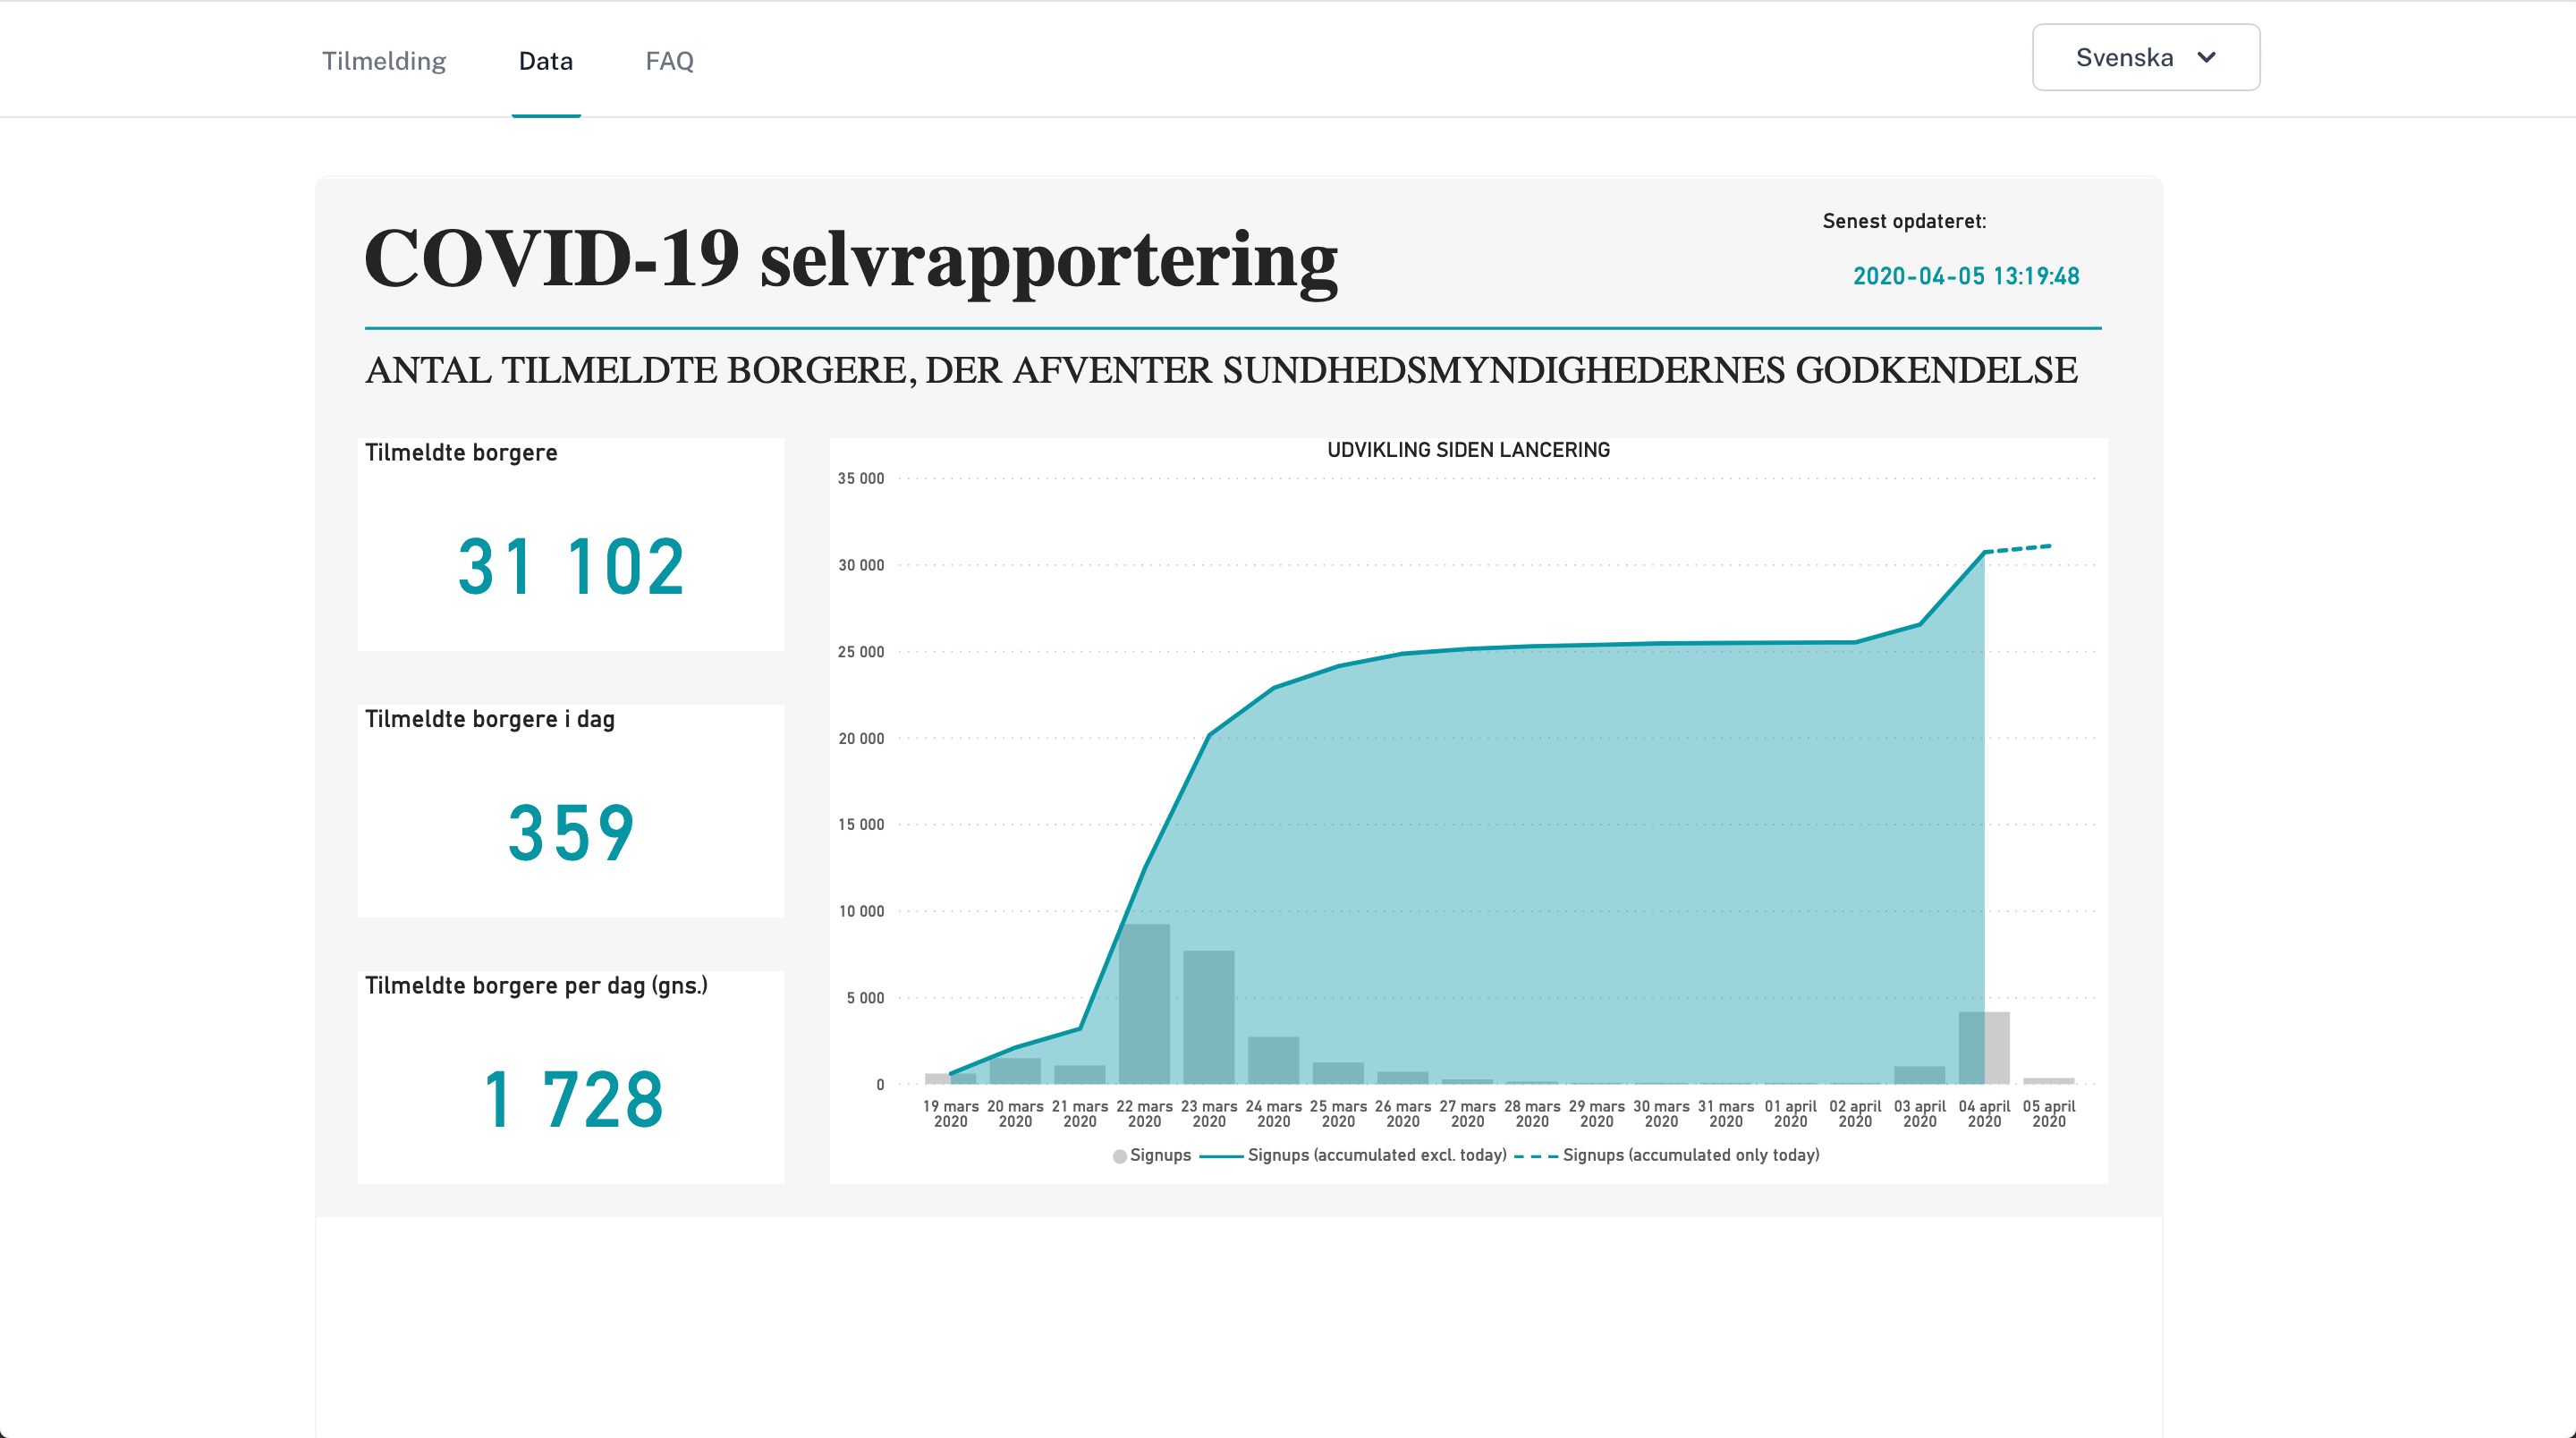 Tilmelding Data FAQ Svenska
COVID-19 selvrapportering
Senest opdateret:
2020-04-05 13:19:48
ANTAL TILMELDTE BORGERE, DER AFVENTER SUNDHEDSMYNDIGHEDERNES GODKENDELSE
Tilmeldte borgere
31 102
Tilmeldte borgere i dag
359
Tilmeldte borgere per dag (gns.)
1 728
UDVIKLING SIDEN LANCERING
35 000
30 000
25 000
20 000
15 000
10 000
5 000
0
19 mars 20 mars 21 mars 22 mars 23 mars 24 mars 25 mars 26 mars 27 mars 28 mars 29 mars 30 mars 31 mars 01 april 02 april 03 april 04 april 05 april
2020 2020 2020 2020 2020 2020 2020 2020 2020 2020 2020 2020 2020 2020 2020 2020 2020 2020
Signups Signups (accumulated excl. today) Signups (accumulated only today)